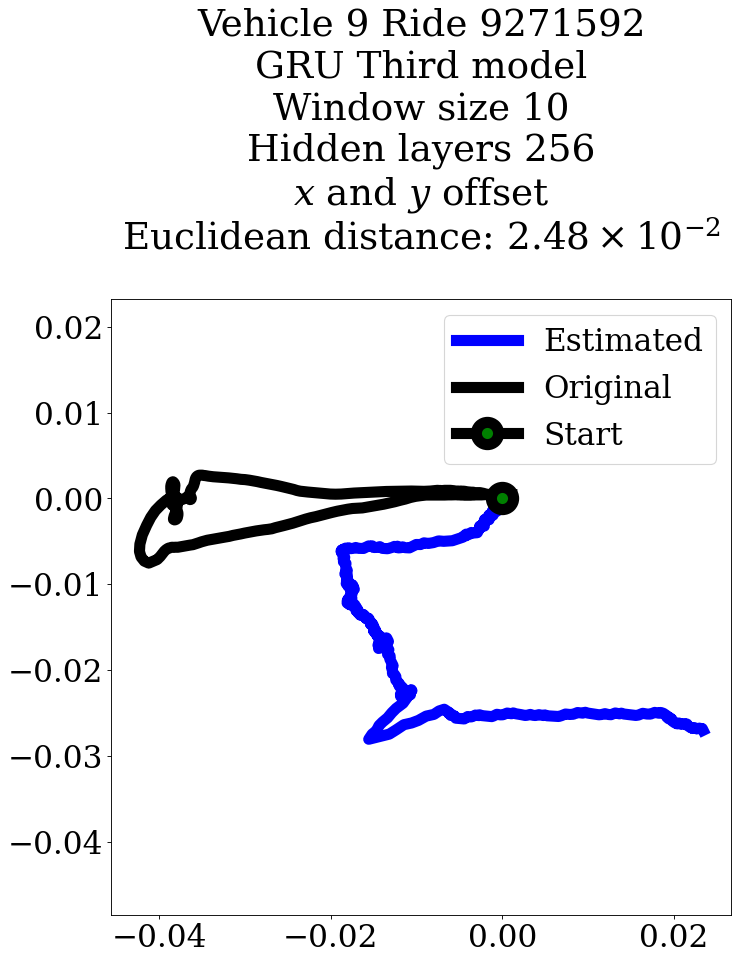 Vehicle 9 Ride 9271592
GRU Third model
Window size 10
Hidden layers 256
x and y offset
Euclidean distance: 2.48 × 10⁻²
Estimated
Original
Start
0.02
0.01
0.00
−0.01
−0.02
−0.03
−0.04
−0.04 −0.02 0.00 0.02